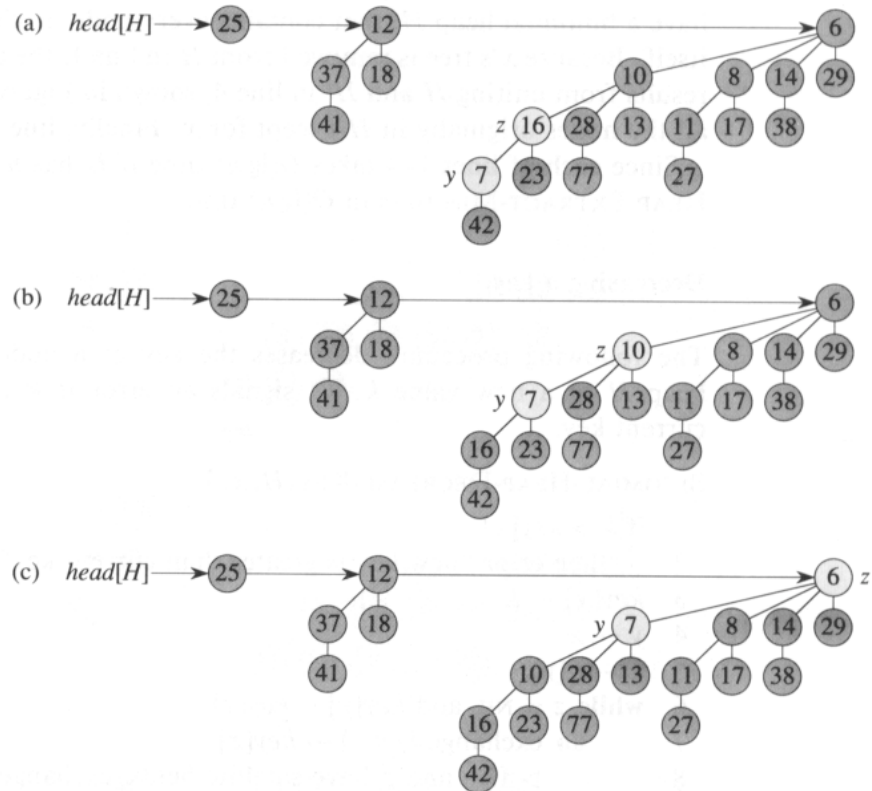 (a) head[H] 25 12 6
37 18 10 8 14 29
41 z 16 28 13 11 17 38
y 7 23 77 27
42
(b) head[H] 25 12 6
37 18 z 10 8 14 29
41 y 7 28 13 11 17 38
16 23 77 27
42
(c) head[H] 25 12 6 z
37 18 y 7 8 14 29
41 10 28 13 11 17 38
16 23 77 27
42